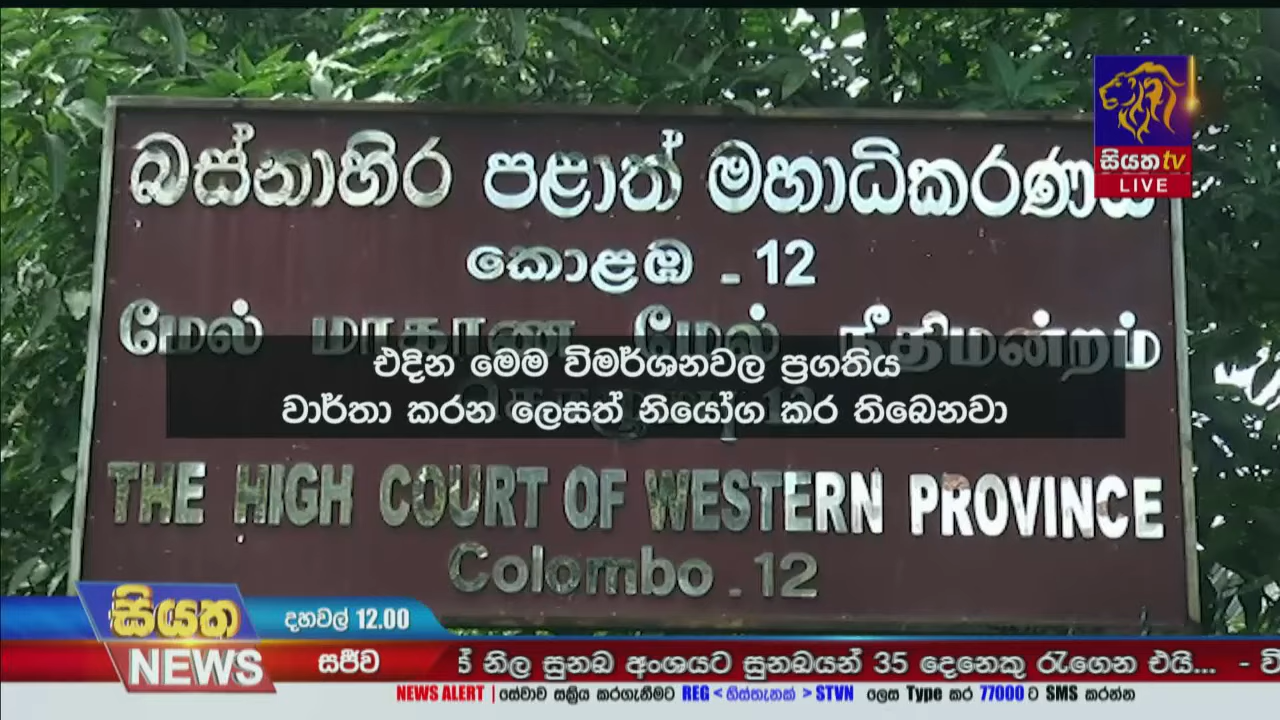 බස්නාහිර පළාත් මහාධිකරණය
කොළඹ - 12
மேல் மாகாண மேல் நீதிமன்றம்
එදින මෙම විමර්ශනවල ප්‍රගතිය
වාර්තා කරන ලෙසත් නියෝග කර තිබෙනවා
THE HIGH COURT OF WESTERN PROVINCE
Colombo - 12
සියත tv
LIVE
සියත
NEWS
දහවල් 12.00
සජීව
නිල සුනඛ අංශයට සුනඛයන් 35 දෙනෙකු රැගෙන එයි... - වි
NEWS ALERT | සේවාව සක්‍රිය කරගැනීමට REG < හිස්තැනක් > STVN ලෙස Type කර 77000 ට SMS කරන්න